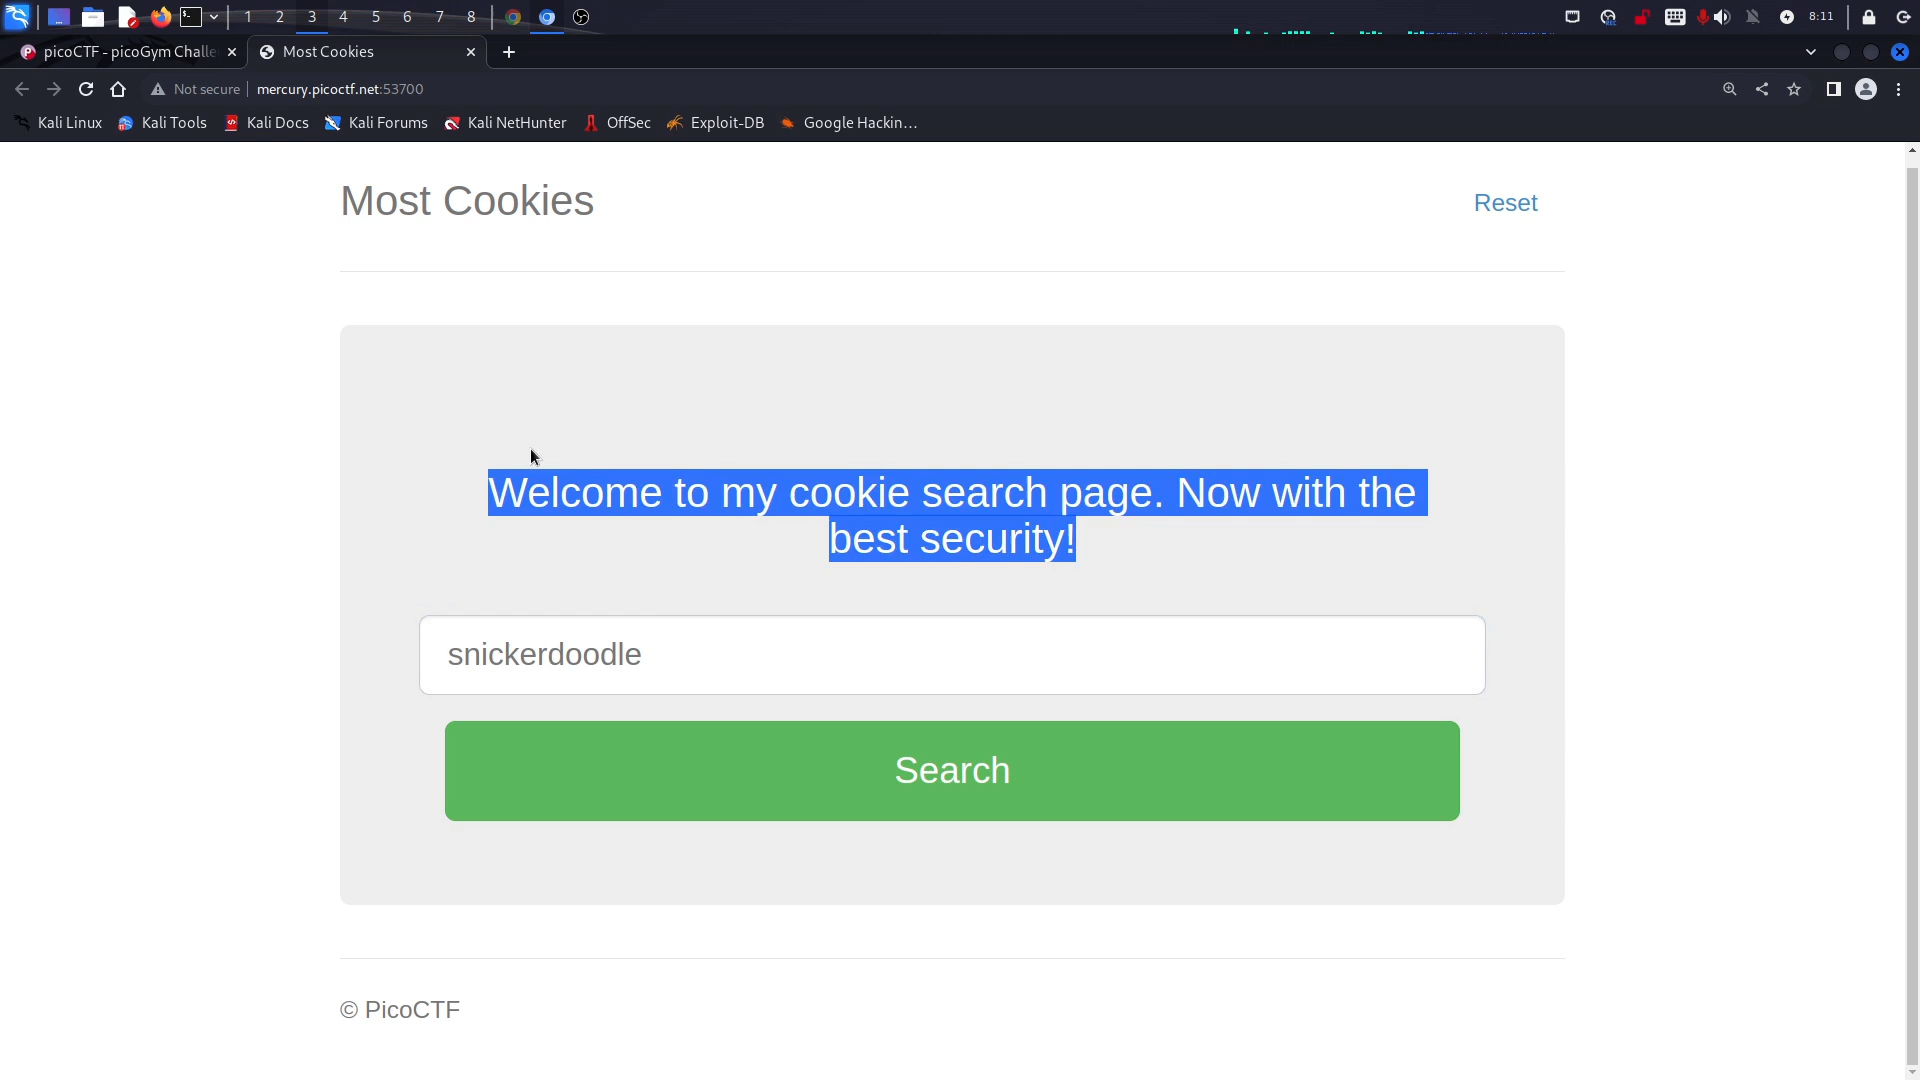 1 2 3 4 5 6 7 8 8:11
picoCTF - picoGym Challe Most Cookies
Not secure mercury.picoctf.net:53700
Kali Linux Kali Tools Kali Docs Kali Forums Kali NetHunter OffSec Exploit-DB Google Hackin…
Most Cookies Reset
Welcome to my cookie search page. Now with the
best security!
snickerdoodle
Search
© PicoCTF